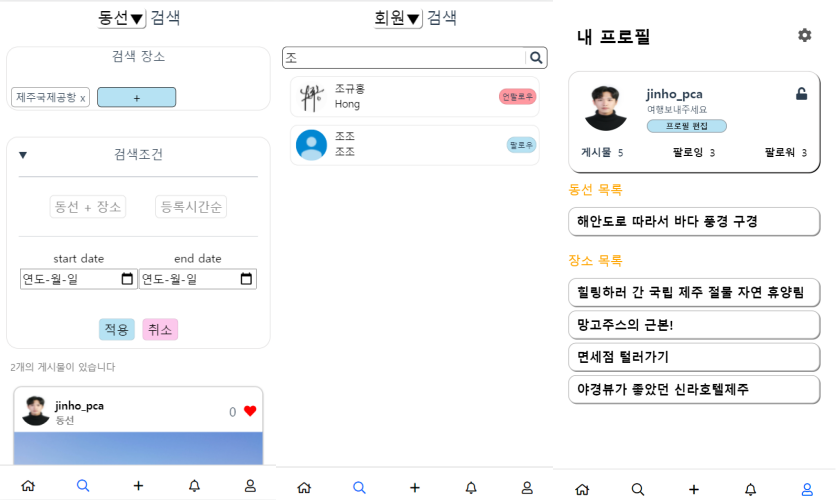 동선▼ 검색
검색 장소
제주국제공항 x
+
▼ 검색조건
동선 + 장소
등록시간순
start date
end date
연도-월-일
연도-월-일
적용
취소
2개의 게시물이 있습니다
jinho_pca
동선
0
회원▼ 검색
조
조규홍
Hong
언팔로우
조조
조조
팔로우
내 프로필
jinho_pca
여행보내주세요
프로필 편집
게시물 5
팔로잉 3
팔로워 3
동선 목록
해안도로 따라서 바다 풍경 구경
장소 목록
힐링하러 간 국립 제주 절물 자연 휴양림
망고주스의 근본!
면세점 털러가기
야경뷰가 좋았던 신라호텔제주